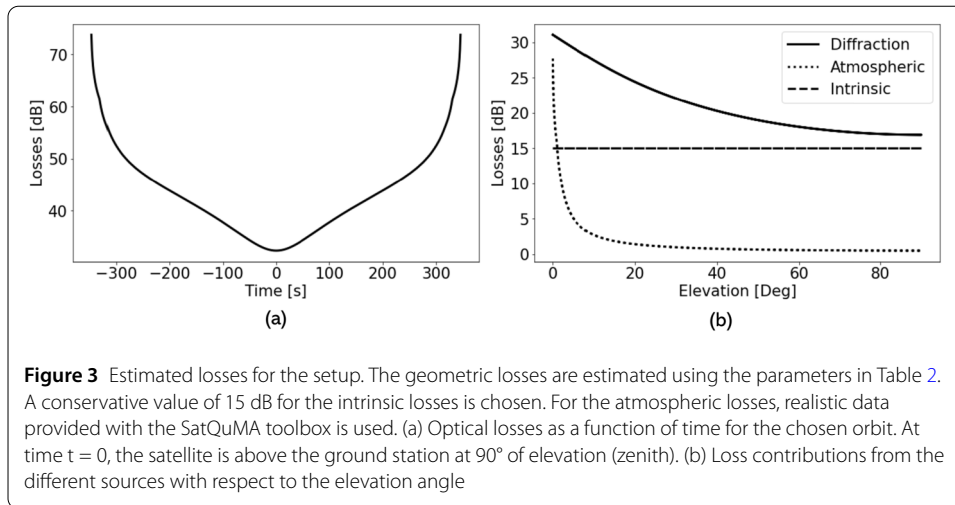 70
60
50
40
Losses [dB]
−300 −200 −100 0 100 200 300
Time [s]
(a)
30
25
20
15
10
5
0
Losses [dB]
Diffraction
Atmospheric
Intrinsic
0 20 40 60 80
Elevation [Deg]
(b)
Figure 3 Estimated losses for the setup. The geometric losses are estimated using the parameters in Table 2.
A conservative value of 15 dB for the intrinsic losses is chosen. For the atmospheric losses, realistic data
provided with the SatQuMA toolbox is used. (a) Optical losses as a function of time for the chosen orbit. At
time t = 0, the satellite is above the ground station at 90° of elevation (zenith). (b) Loss contributions from the
different sources with respect to the elevation angle